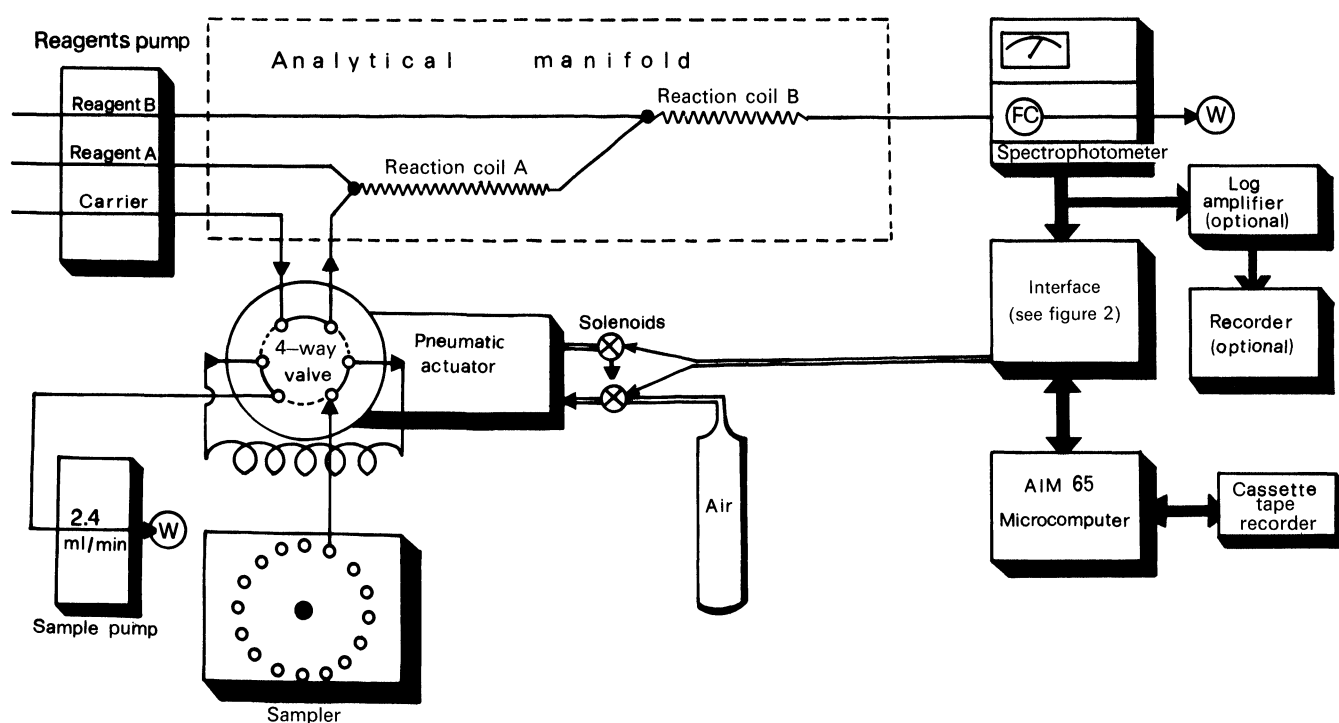 Reagents pump
Reagent B
Reagent A
Carrier
Analytical manifold
Reaction coil B
Reaction coil A
FC
W
Spectrophotometer
Log
amplifier
(optional)
Interface
(see figure 2)
Recorder
(optional)
4-way
valve
Pneumatic
actuator
Solenoids
Air
AIM 65
Microcomputer
Cassette
tape
recorder
2.4
ml/min
W
Sample pump
Sampler